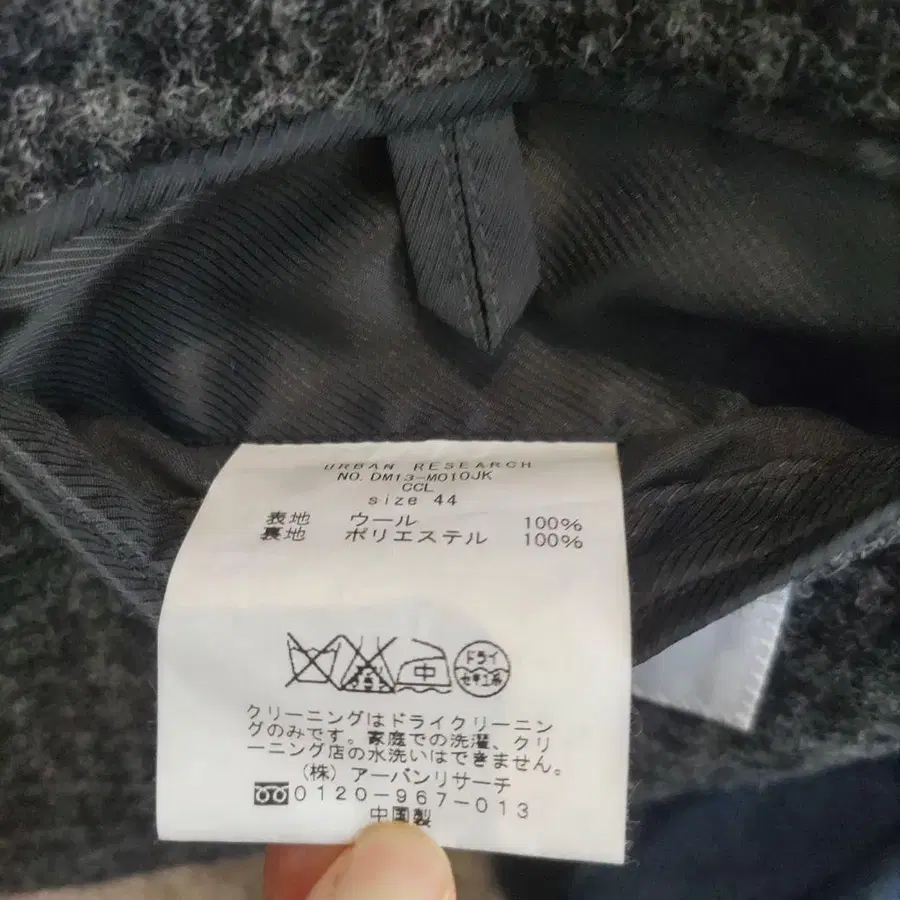 URBAN RESEARCH
NO. DM13-M010JK
CCL
size 44
表地 ウール 100%
裏地 ポリエステル 100%
中 ドライ
セキユ系
クリーニングはドライクリーニン
グのみです。家庭での洗濯、クリ
ーニング店の水洗いはできません。
(株) アーバンリサーチ
0120-967-013
中国製